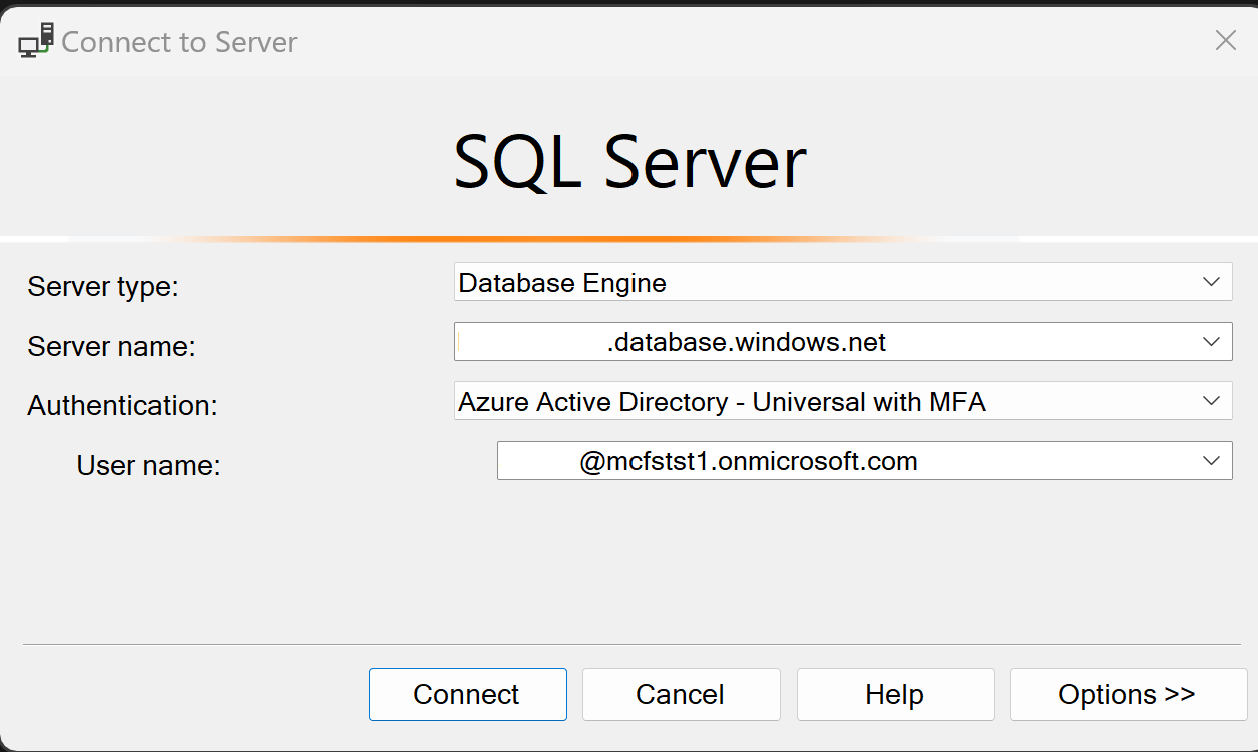 Connect to Server
SQL Server
Server type: Database Engine
Server name: .database.windows.net
Authentication: Azure Active Directory - Universal with MFA
User name: @mcfstst1.onmicrosoft.com
Connect Cancel Help Options >>